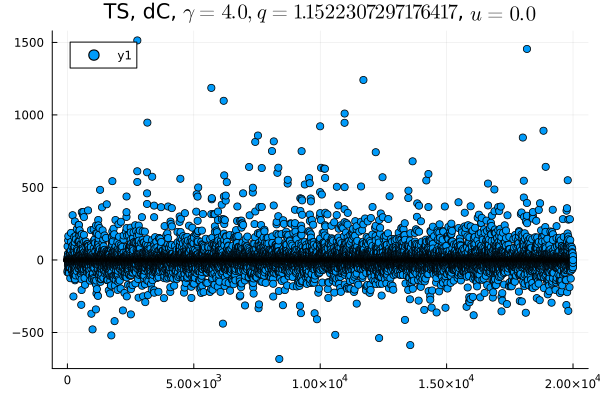 TS, dC, γ = 4.0, q = 1.1522307297176417, u = 0.0
y1
1500
1000
500
0
−500
0 5.00×10³ 1.00×10⁴ 1.50×10⁴ 2.00×10⁴